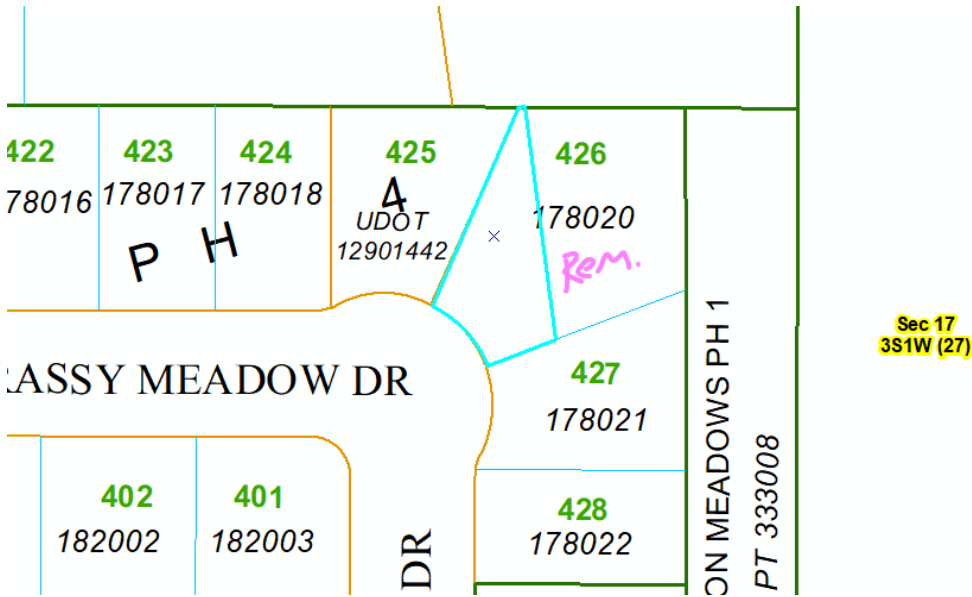 422
423
424
425
426
78016
178017
178018
4
UDOT
12901442
178020
P H
Rem.
RASSY MEADOW DR
427
178021
Sec 17
3S1W (27)
402
182002
401
182003
428
178022
DR
ON MEADOWS PH 1
PT 333008